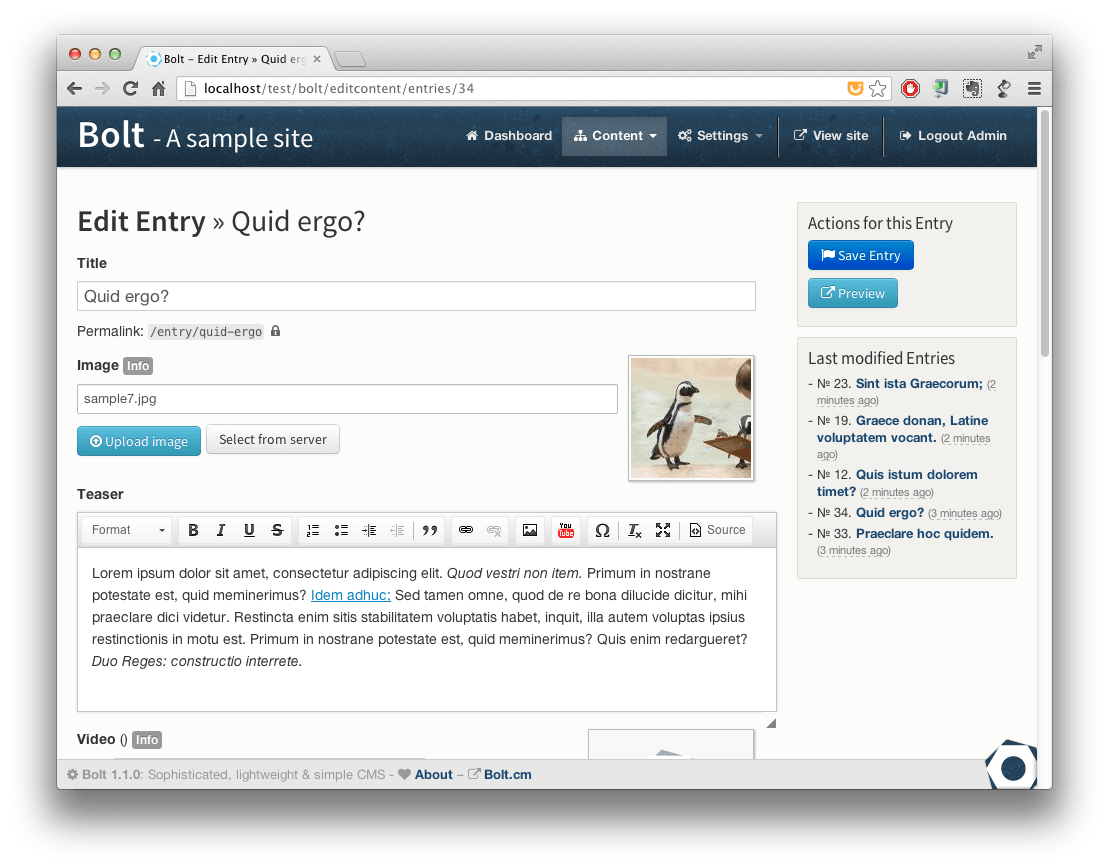 Bolt – Edit Entry » Quid erg
localhost/test/bolt/editcontent/entries/34
Bolt - A sample site
Dashboard
Content
Settings
View site
Logout Admin
Edit Entry » Quid ergo?
Title
Quid ergo?
Permalink: /entry/quid-ergo
Image Info
sample7.jpg
Upload image
Select from server
Teaser
Format
B I U S
You Tube
Ω
Source
Lorem ipsum dolor sit amet, consectetur adipiscing elit. Quod vestri non item. Primum in nostrane
potestate est, quid meminerimus? Idem adhuc; Sed tamen omne, quod de re bona dilucide dicitur, mihi
praeclare dici videtur. Restincta enim sitis stabilitatem voluptatis habet, inquit, illa autem voluptas ipsius
restinctionis in motu est. Primum in nostrane potestate est, quid meminerimus? Quis enim redargueret?
Duo Reges: constructio interrete.
Video () Info
Actions for this Entry
Save Entry
Preview
Last modified Entries
- № 23. Sint ista Graecorum; (2
minutes ago)
- № 19. Graece donan, Latine
voluptatem vocant. (2 minutes
ago)
- № 12. Quis istum dolorem
timet? (2 minutes ago)
- № 34. Quid ergo? (3 minutes ago)
- № 33. Praeclare hoc quidem.
(3 minutes ago)
Bolt 1.1.0: Sophisticated, lightweight & simple CMS - About – Bolt.cm